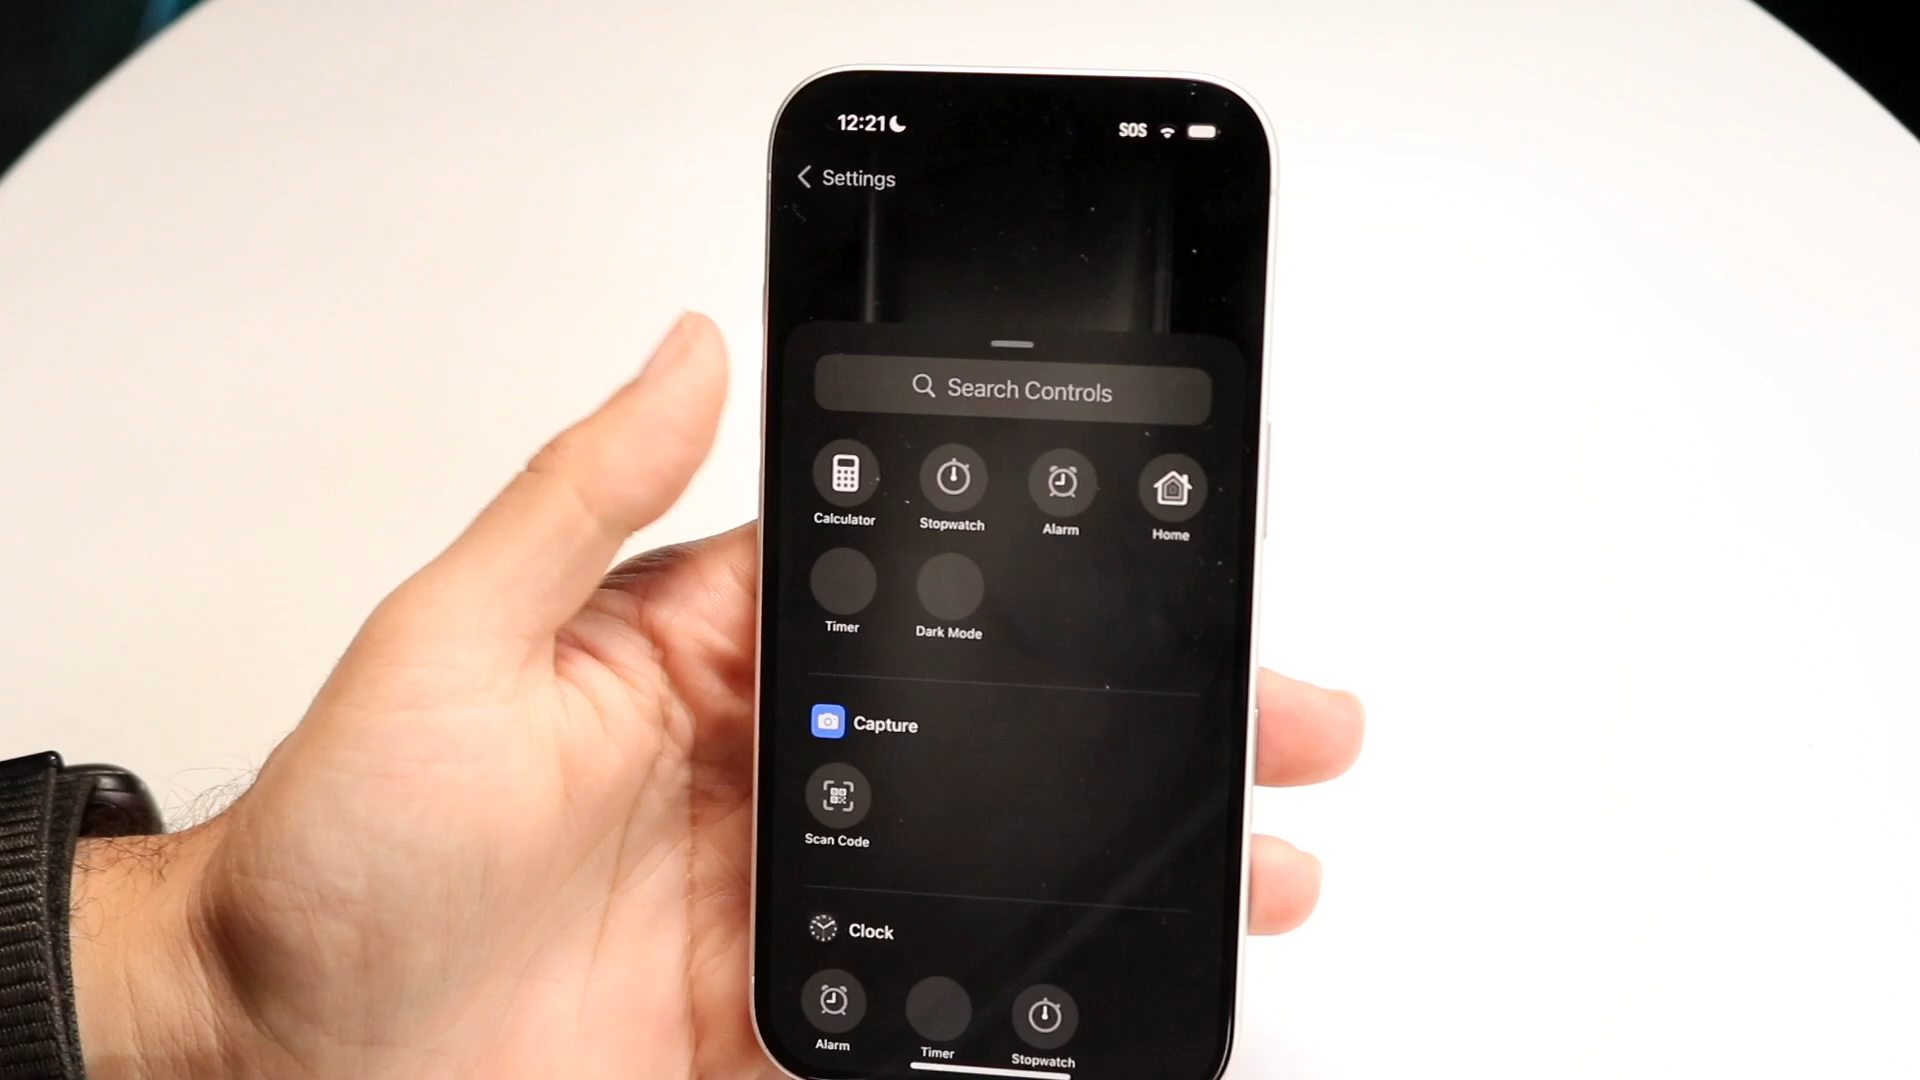 12:21
SOS
Settings
Search Controls
Calculator Stopwatch Alarm Home
Timer Dark Mode
Capture
Scan Code
Clock
Alarm Timer Stopwatch